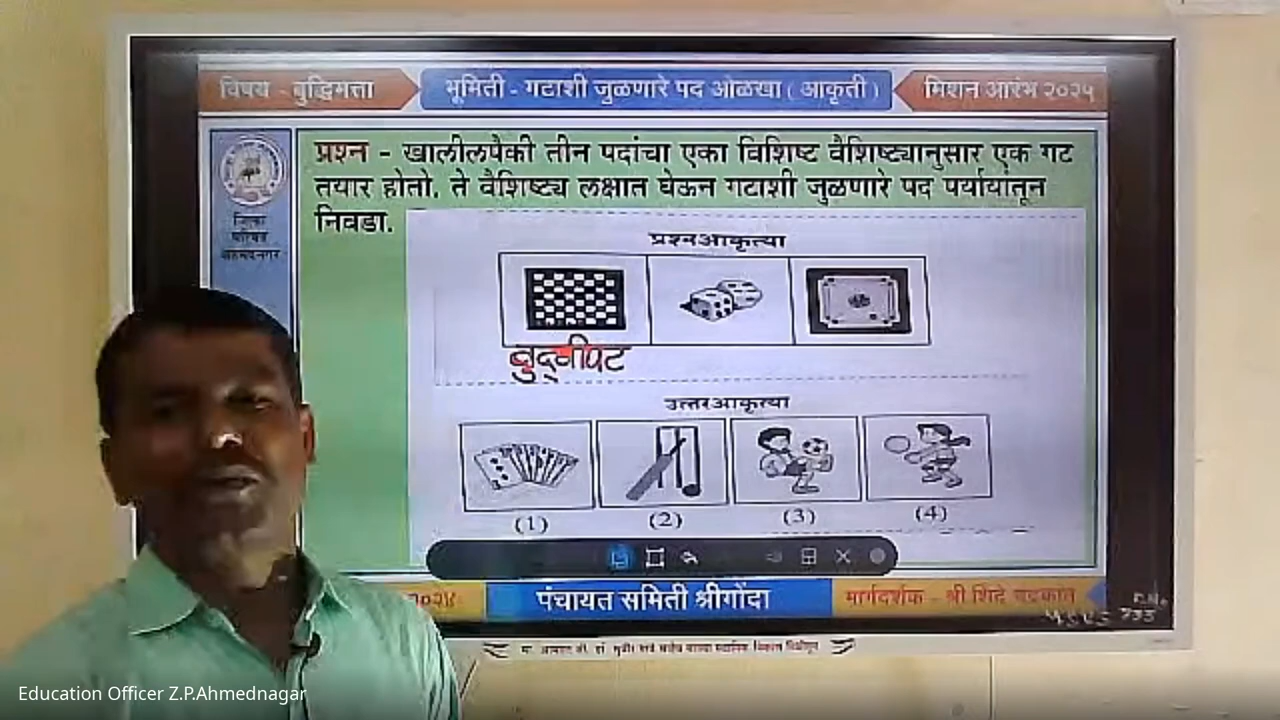 विषय - बुद्धिमत्ता
भूमिती - गटाशी जुळणारे पद ओळखा ( आकृती )
मिशन आरंभ २०२५
प्रश्न - खालीलपैकी तीन पदांचा एका विशिष्ट वैशिष्ट्यानुसार एक गट
तयार होतो. ते वैशिष्ट्य लक्षात घेऊन गटाशी जुळणारे पद पर्यायांतून
निवडा.
जिल्हा
परिषद
अहमदनगर
प्रश्नआकृत्या
बुद्धीपट
उत्तरआकृत्या
(1)
(2)
(3)
(4)
२०२४
पंचायत समिती श्रीगोंदा
मार्गदर्शक - श्री शिंदे
Education Officer Z.P.Ahmednagar